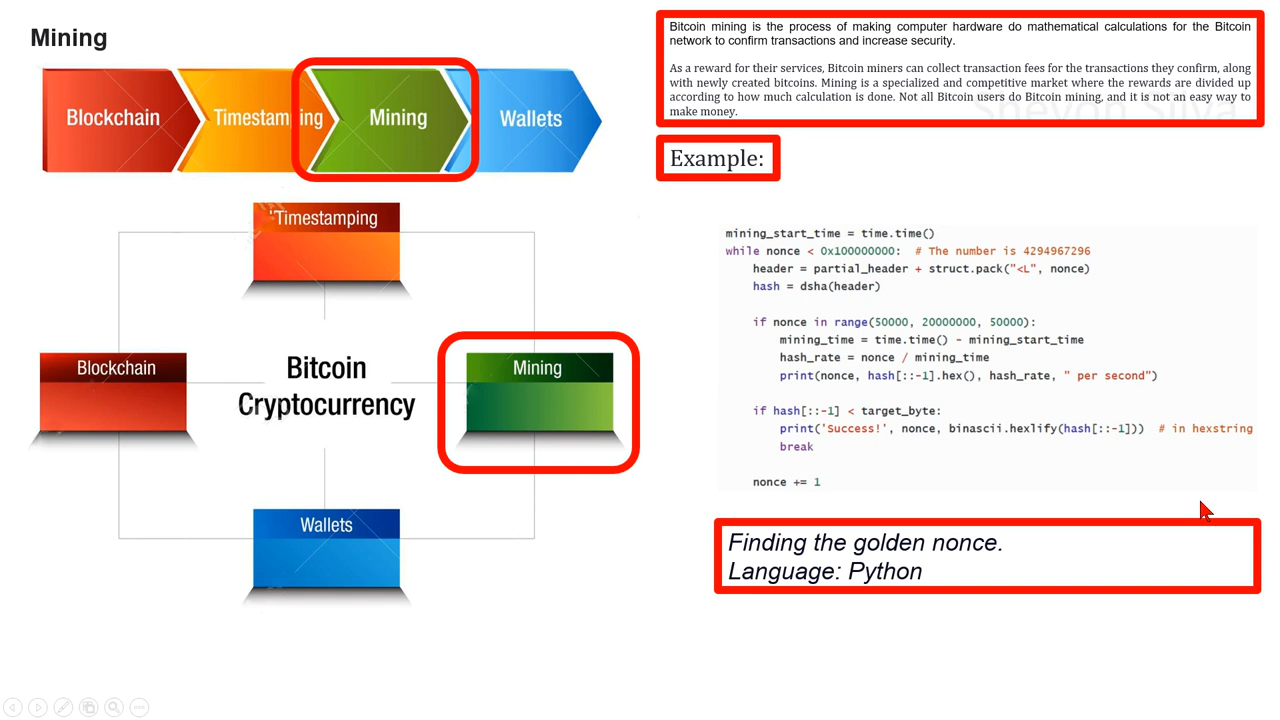 Mining
Blockchain
Timestamping
Mining
Wallets
'Timestamping
Blockchain
Bitcoin
Cryptocurrency
Mining
Wallets
Bitcoin mining is the process of making computer hardware do mathematical calculations for the Bitcoin
network to confirm transactions and increase security.
As a reward for their services, Bitcoin miners can collect transaction fees for the transactions they confirm, along
with newly created bitcoins. Mining is a specialized and competitive market where the rewards are divided up
according to how much calculation is done. Not all Bitcoin users do Bitcoin mining, and it is not an easy way to
make money.
Example:
mining_start_time = time.time()
while nonce < 0x100000000:  # The number is 4294967296
    header = partial_header + struct.pack("<L", nonce)
    hash = dsha(header)
    if nonce in range(50000, 20000000, 50000):
        mining_time = time.time() - mining_start_time
        hash_rate = nonce / mining_time
        print(nonce, hash[::-1].hex(), hash_rate, " per second")
    if hash[::-1] < target_byte:
        print('Success!', nonce, binascii.hexlify(hash[::-1]))  # in hexstring
        break
    nonce += 1
Finding the golden nonce.
Language: Python